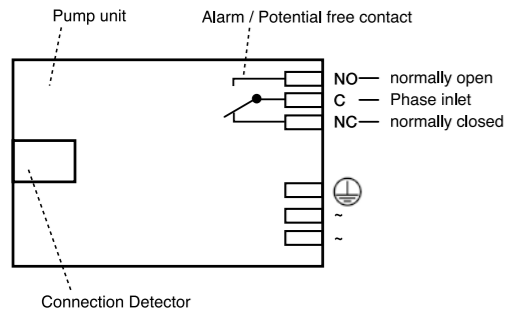 Pump unit
Alarm / Potential free contact
NO — normally open
C — Phase inlet
NC — normally closed
~
~
Connection Detector